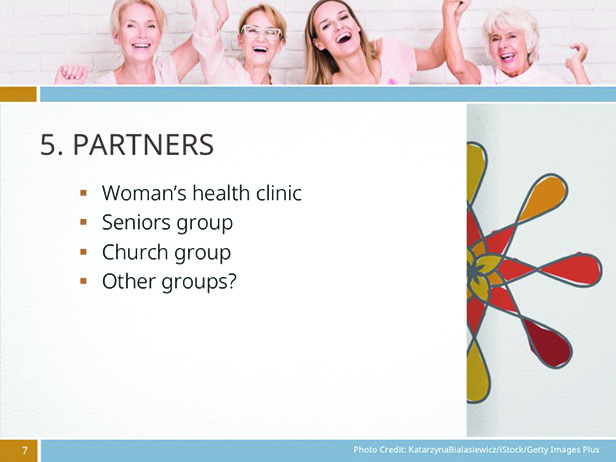 5. PARTNERS
▪ Woman’s health clinic
▪ Seniors group
▪ Church group
▪ Other groups?
7
Photo Credit: KatarzynaBialasiewicz/iStock/Getty Images Plus